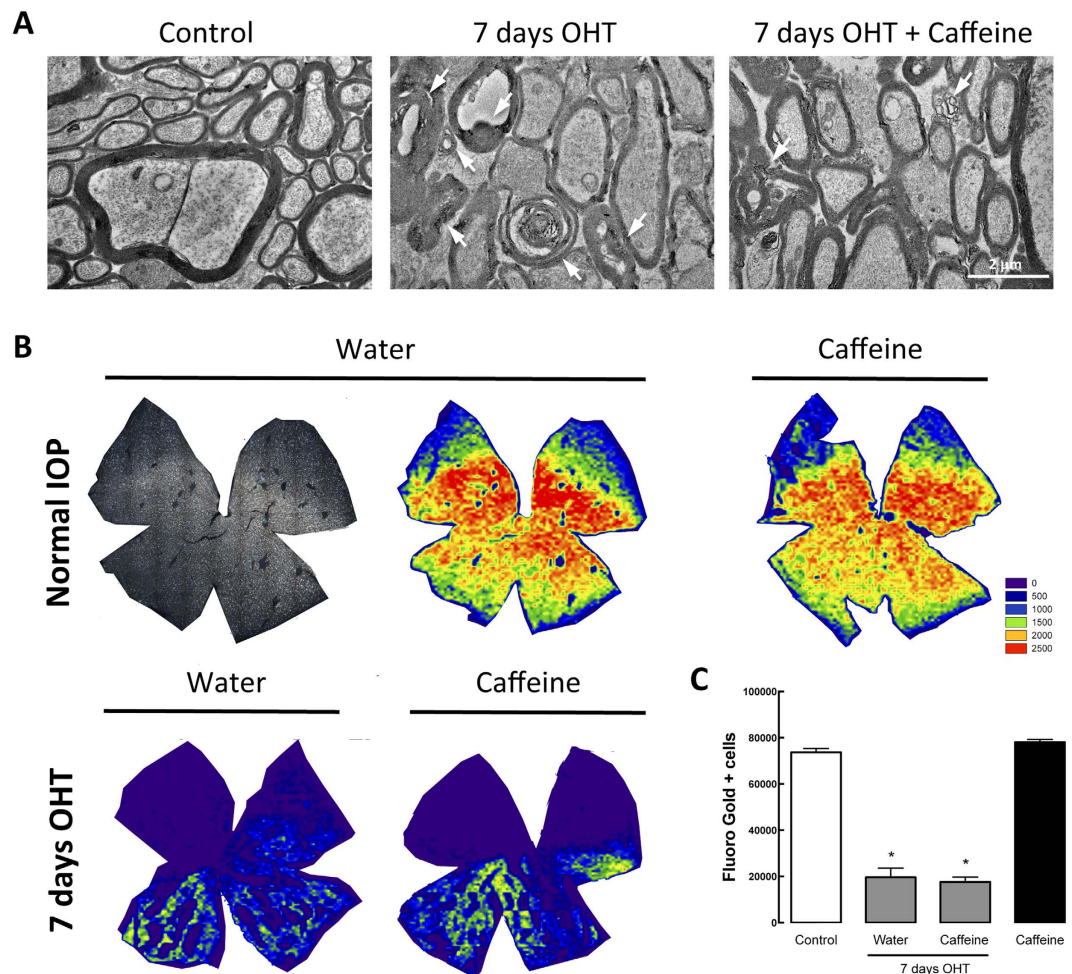 A
Control
7 days OHT
7 days OHT + Caffeine
2 µm
B
Water
Caffeine
Normal IOP
0
500
1000
1500
2000
2500
Water
Caffeine
7 days OHT
C
Fluoro Gold + cells
100000
80000
60000
40000
20000
0
*
*
Control
Water
Caffeine
Caffeine
7 days OHT